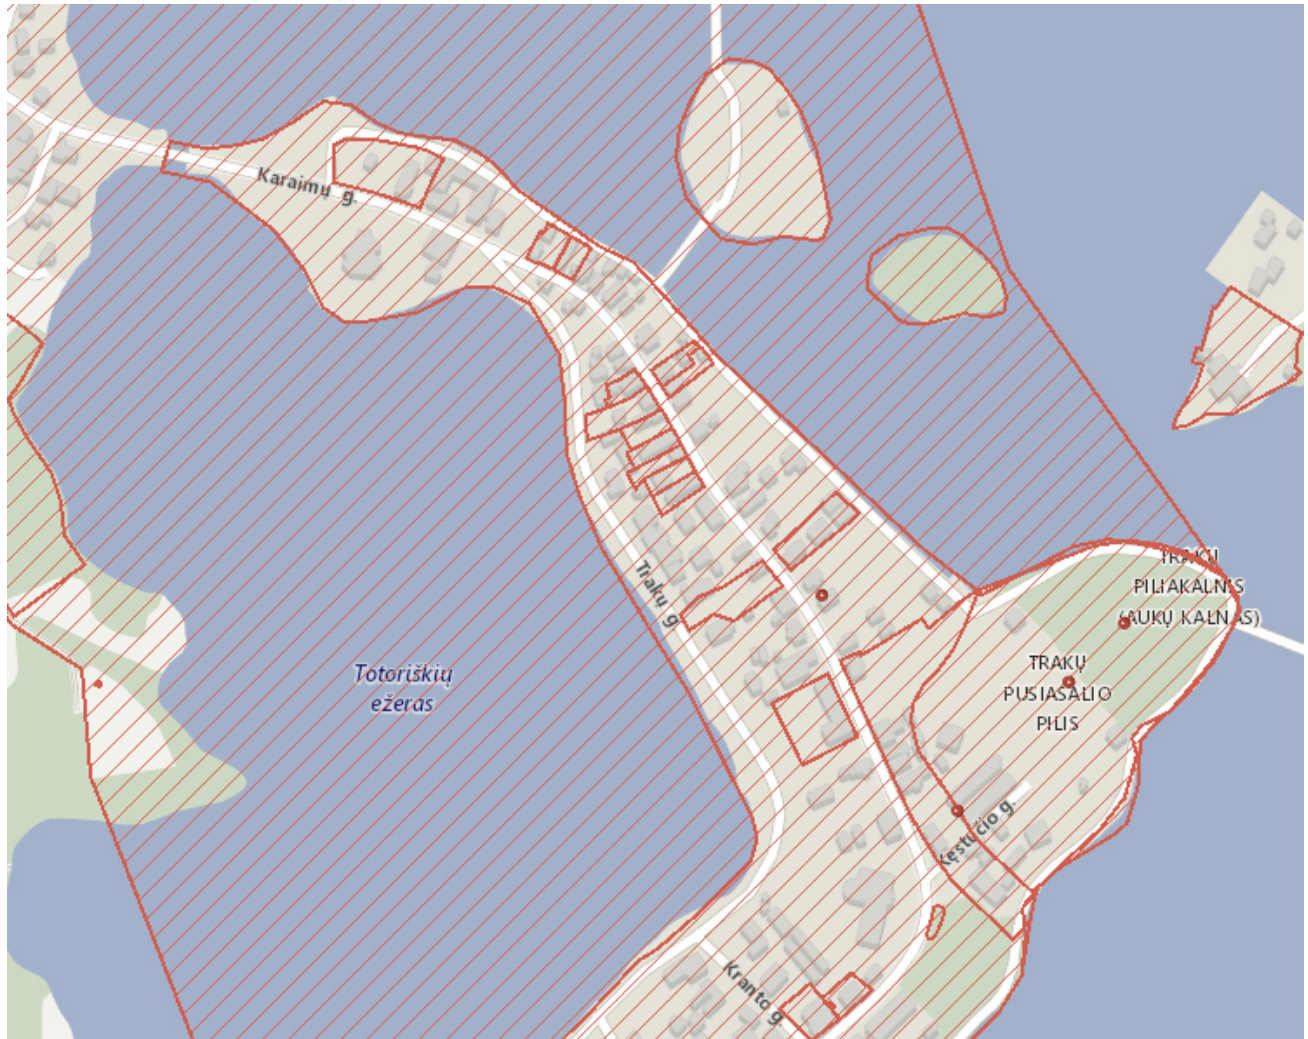 Karaimų g.
TRAKŲ
PILIAKALNIS
(AUKŲ KALNAS)
Trakų g.
TRAKŲ
PUSIASALIO
PILIS
Totoriškių
ežeras
Kęstučio g.
Kranto g.